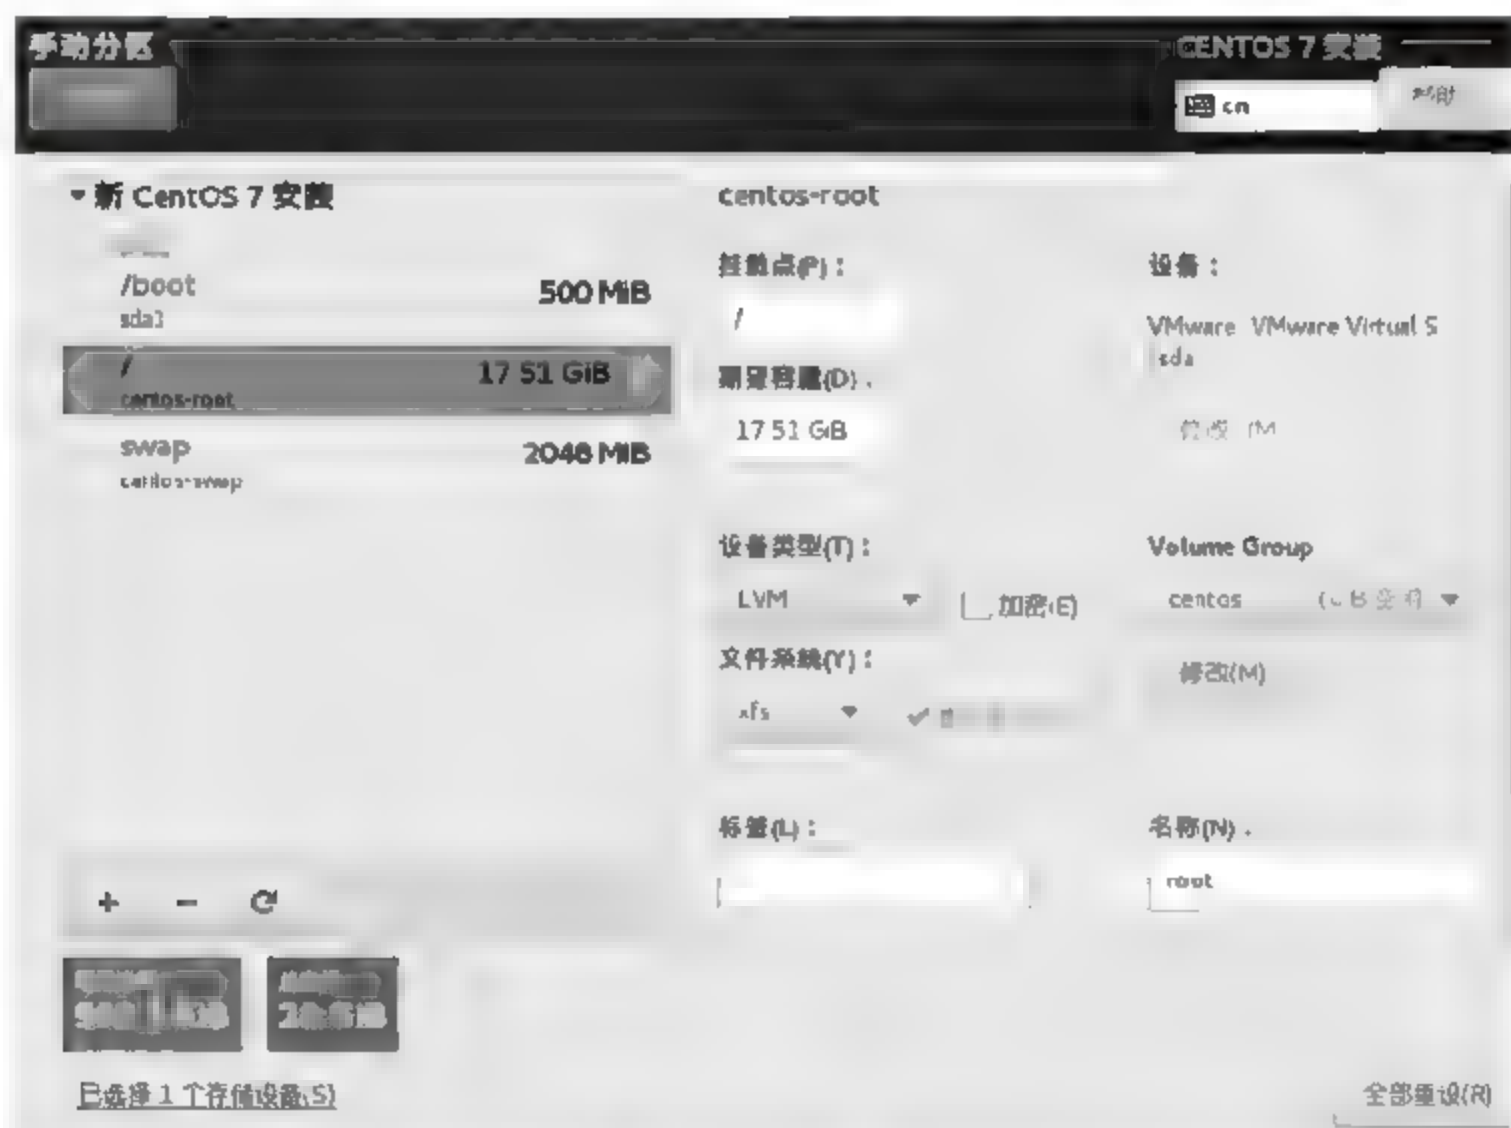 手动分区
CENTOS 7 安装
cn
新 CentOS 7 安装
/boot
500 MiB
sda1
/
17.51 GiB
centos-root
swap
2048 MiB
centos-swap
centos-root
挂载点(P)：
/
期望容量(D)：
17.51 GiB
设备：
VMware, VMware Virtual S
sda
修改(M
设备类型(T)：
LVM
加密(E)
文件系统(Y)：
xfs
Volume Group
centos
修改(M)
标签(L)：
名称(N)：
root
已选择 1 个存储设备(S)
全部重设(R)